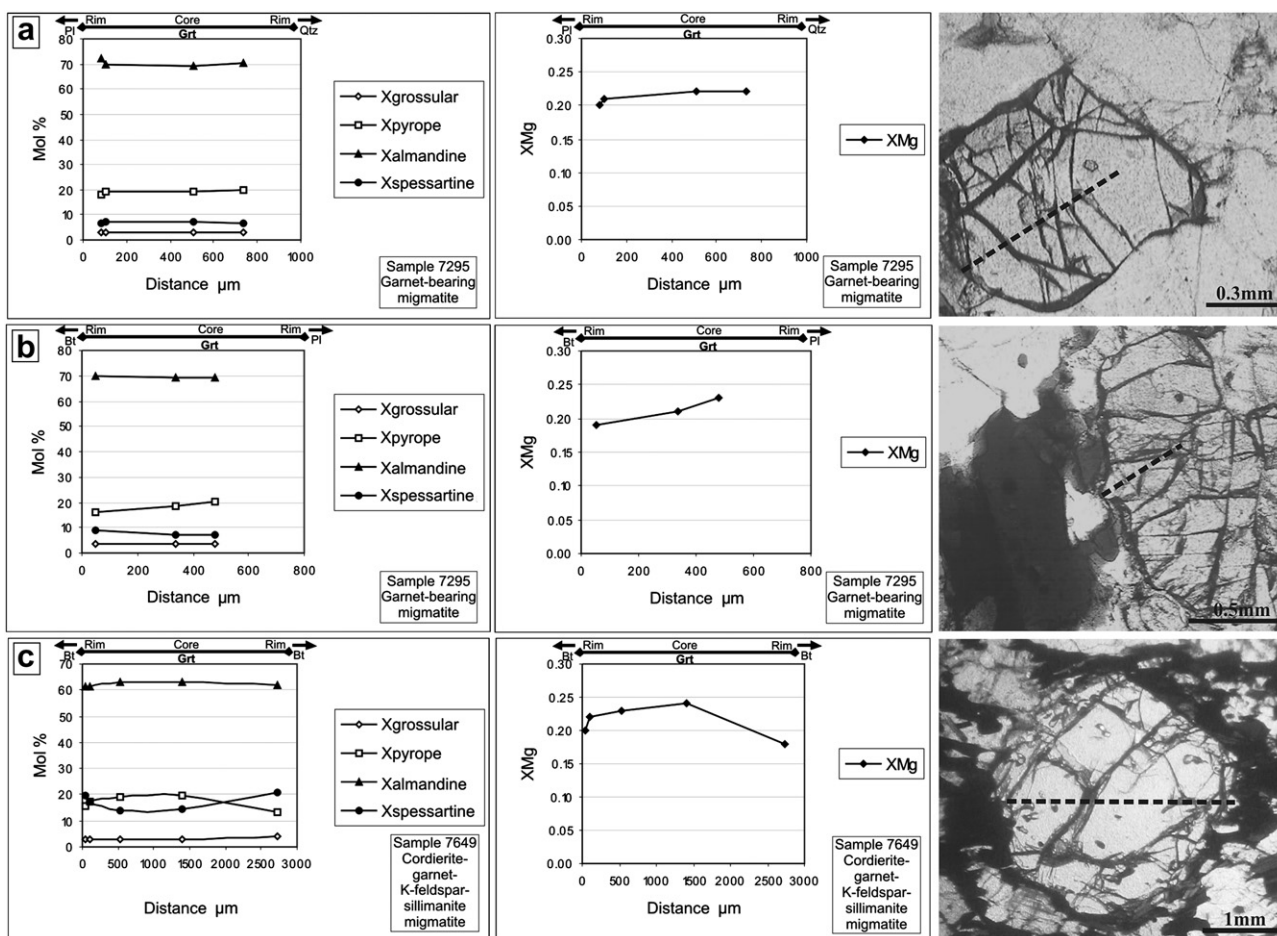 a
Rim Core Rim
Pl Grt Qtz
80
70
60
50
40
30
20
10
0
Mol %
0 200 400 600 800 1000
Distance µm
Xgrossular
Xpyrope
Xalmandine
Xspessartine
Sample 7295
Garnet-bearing
migmatite
Rim Core Rim
Pl Grt Qtz
0.30
0.25
0.20
0.15
0.10
0.05
0.00
XMg
0 200 400 600 800 1000
Distance µm
XMg
Sample 7295
Garnet-bearing
migmatite
0.3mm
b
Rim Core Rim
Bt Grt Pl
80
70
60
50
40
30
20
10
0
Mol %
0 200 400 600 800
Distance µm
Xgrossular
Xpyrope
Xalmandine
Xspessartine
Sample 7295
Garnet-bearing
migmatite
Rim Core Rim
Bt Grt Pl
0.30
0.25
0.20
0.15
0.10
0.05
0.00
XMg
0 200 400 600 800
Distance µm
XMg
Sample 7295
Garnet-bearing
migmatite
0.5mm
c
Rim Core Rim
Bt Grt Bt
70
60
50
40
30
20
10
0
Mol %
0 500 1000 1500 2000 2500 3000
Distance µm
Xgrossular
Xpyrope
Xalmandine
Xspessartine
Sample 7649
Cordierite-
garnet-
K-feldspar-
sillimanite
migmatite
Rim Core Rim
Bt Grt Bt
0.30
0.25
0.20
0.15
0.10
0.05
0.00
XMg
0 500 1000 1500 2000 2500 3000
Distance µm
XMg
Sample 7649
Cordierite-
garnet-
K-feldspar-
sillimanite
migmatite
1mm